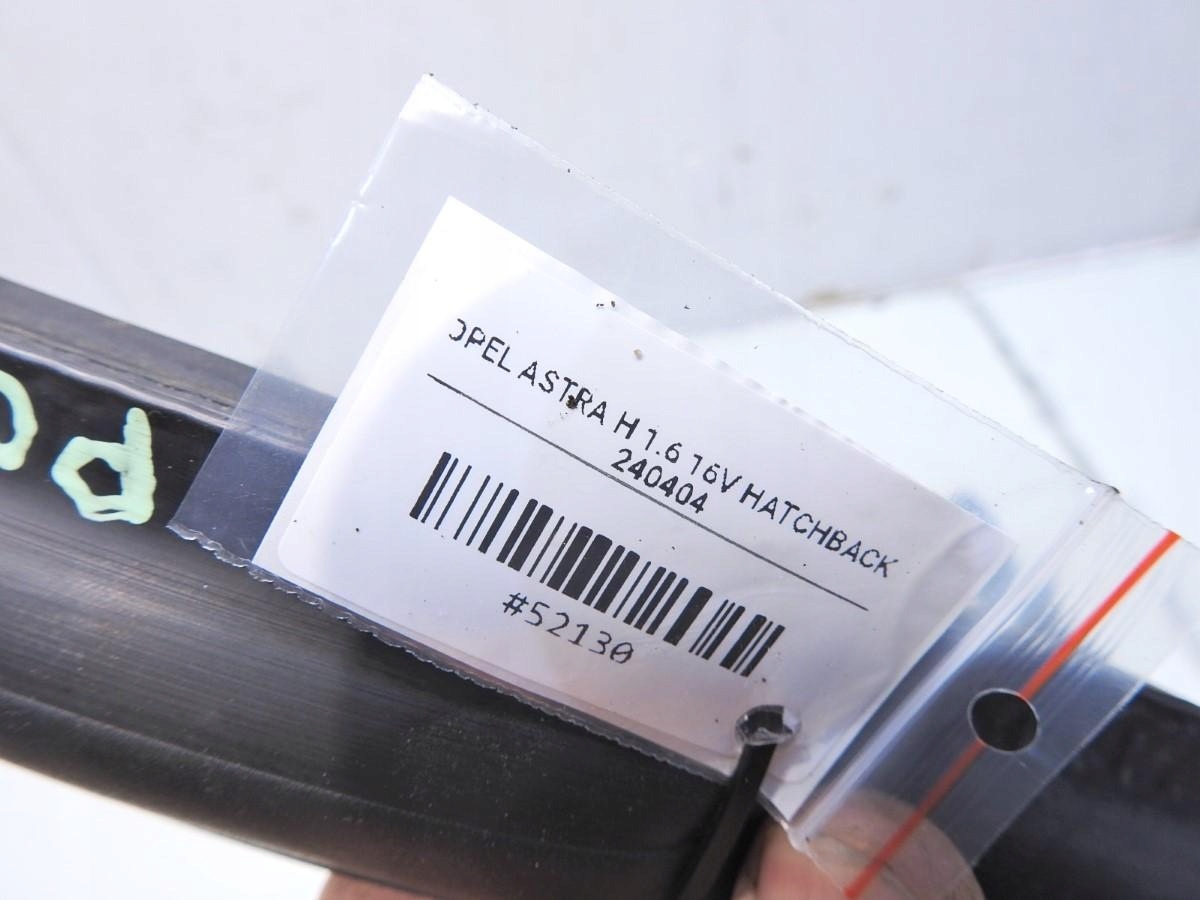 OPEL ASTRA H 1.6 16V HATCHBACK
240404
#52130